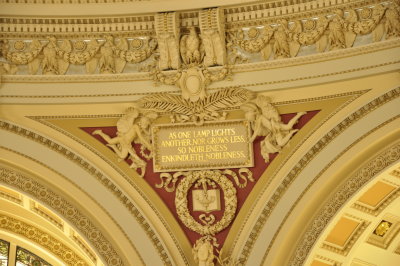 AS ONE LAMP LIGHTS
ANOTHER, NOR GROWS LESS,
SO NOBLENESS
ENKINDLETH NOBLENESS.